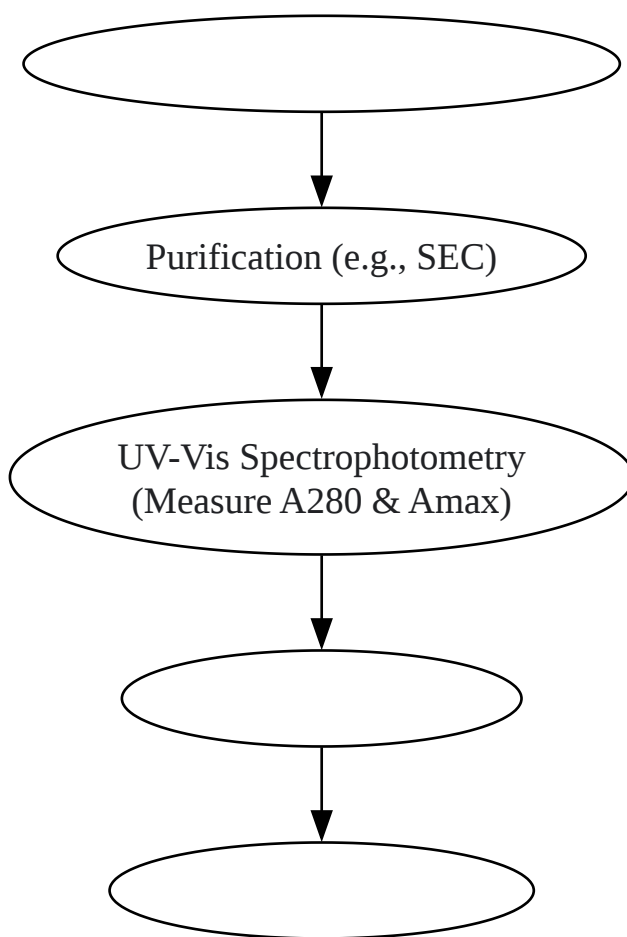 Purification (e.g., SEC)
UV-Vis Spectrophotometry
(Measure A280 & Amax)